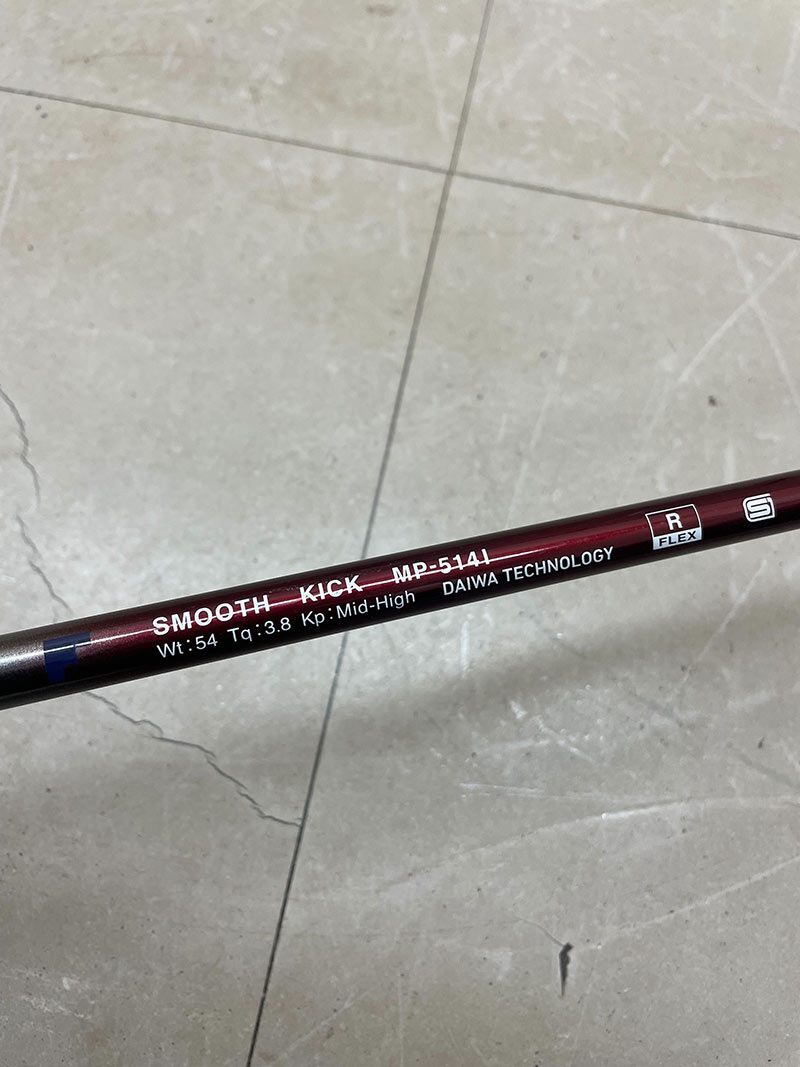 SMOOTH KICK MP-514I
Wt:54 Tq:3.8 Kp:Mid-High DAIWA TECHNOLOGY
R
FLEX
S